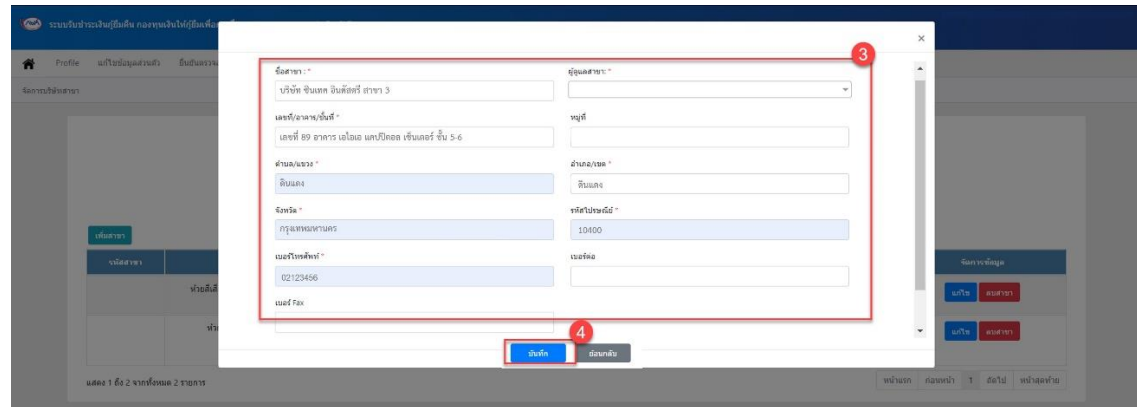 ระบบรับชำระเงินกู้ยืมคืน กองทุนเงินให้กู้ยืมเพื่อ
×
Profile แก้ไขข้อมูลส่วนตัว
จัดการบริษัทสาขา
3
ชื่อสาขา : * ผู้ดูแลสาขา: *
บริษัท ซินเทค อินดัสตรี สาขา 3
เลขที่/อาคาร/ชั้นที่ * หมู่ที่
เลขที่ 89 อาคาร เอไอเอ แคปปิตอล เซ็นเตอร์ ชั้น 5-6
ตำบล/แขวง * อำเภอ/เขต *
ดินแดง ดินแดง
จังหวัด * รหัสไปรษณีย์ *
กรุงเทพมหานคร 10400
เพิ่มสาขา
เบอร์โทรศัพท์ * เบอร์ต่อ
รหัสสาขา จัดการข้อมูล
02123456
แก้ไข ลบสาขา
เบอร์ Fax
แก้ไข ลบสาขา
4
บันทึก ย้อนกลับ
แสดง 1 ถึง 2 จากทั้งหมด 2 รายการ หน้าแรก ก่อนหน้า 1 ถัดไป หน้าสุดท้าย